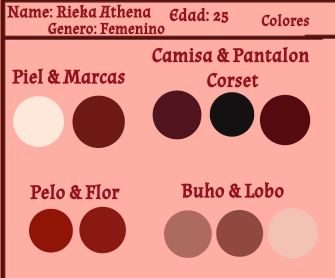 Name: Rieka Athena
Edad: 25
Colores
Genero: Femenino
Camisa & Pantalon
Corset
Piel & Marcas
Pelo & Flor
Buho & Lobo